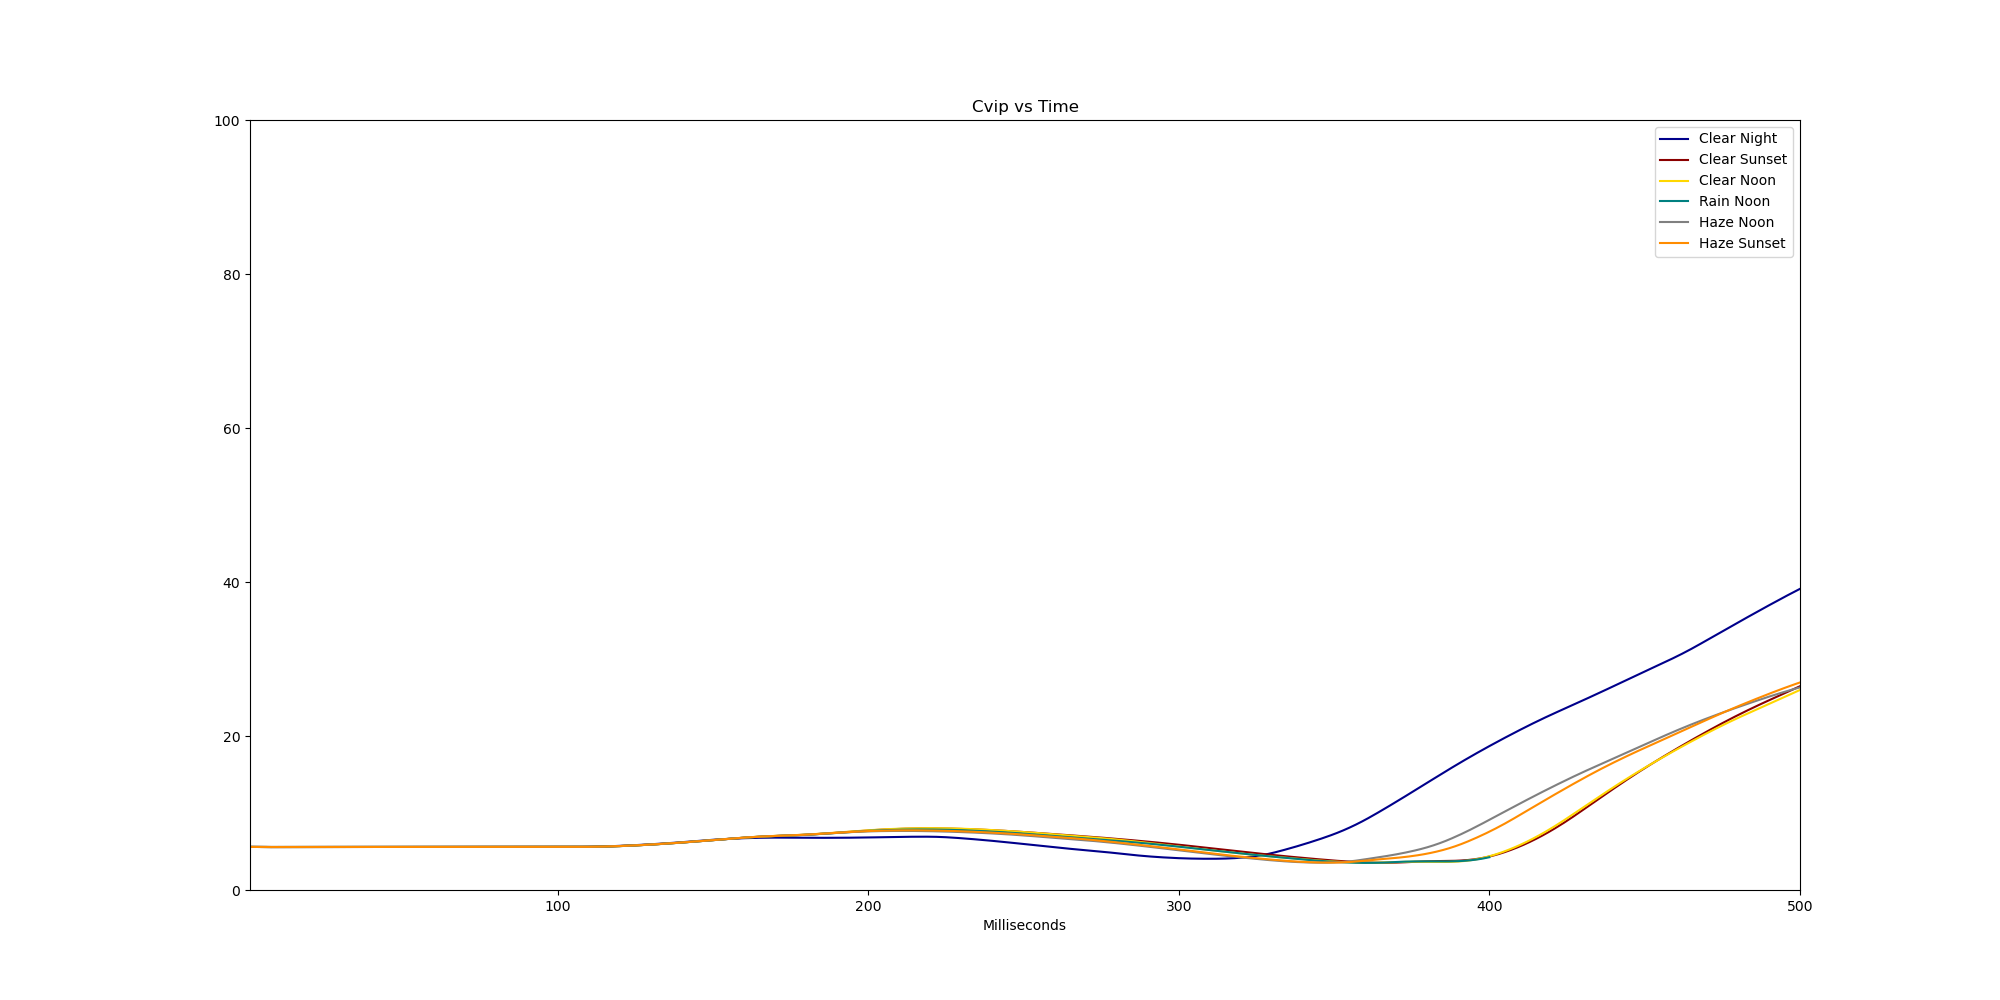 Cvip vs Time
100
80
60
40
20
0
Clear Night
Clear Sunset
Clear Noon
Rain Noon
Haze Noon
Haze Sunset
100 200 300 400 500
Milliseconds